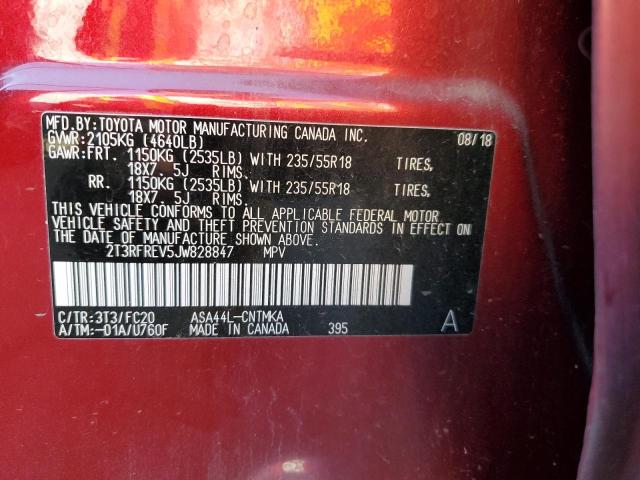 MFD.BY:TOYOTA MOTOR MANUFACTURING CANADA INC. 08/18
GVWR:2105KG (4640LB)
GAWR:FRT. 1150KG (2535LB) WITH 235/55R18 TIRES,
18X7. 5J RIMS.
RR. 1150KG (2535LB) WITH 235/55R18 TIRES,
18X7. 5J RIMS.
THIS VEHICLE CONFORMS TO ALL APPLICABLE FEDERAL MOTOR
VEHICLE SAFETY AND THEFT PREVENTION STANDARDS IN EFFECT ON
THE DATE OF MANUFACTURE SHOWN ABOVE.
2T3RFREV5JW828847 MPV
C/TR:3T3/FC20 ASA44L-CNTMKA
A/TM:-01A/U760F MADE IN CANADA 395 A